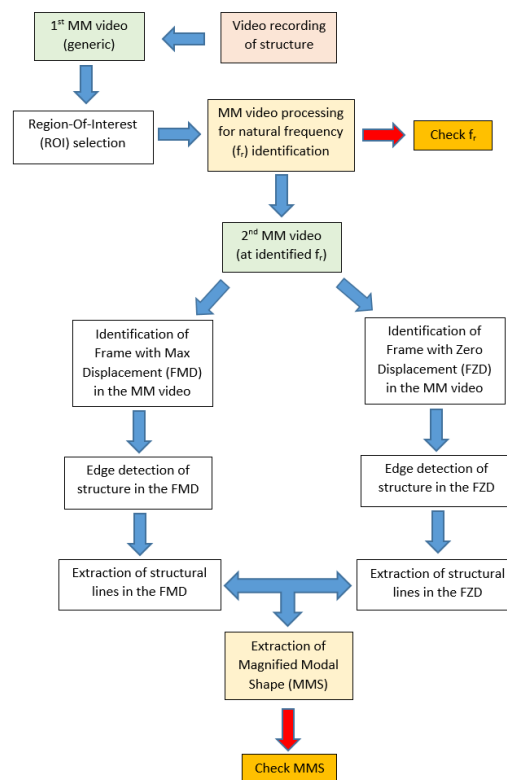 1st MM video
(generic)
Video recording
of structure
Region-Of-Interest
(ROI) selection
MM video processing
for natural frequency
(fr) identification
Check fr
2nd MM video
(at identified fr)
Identification of
Frame with Max
Displacement (FMD)
in the MM video
Identification of
Frame with Zero
Displacement (FZD)
in the MM video
Edge detection of
structure in the FMD
Edge detection of
structure in the FZD
Extraction of structural
lines in the FMD
Extraction of structural
lines in the FZD
Extraction of
Magnified Modal
Shape (MMS)
Check MMS